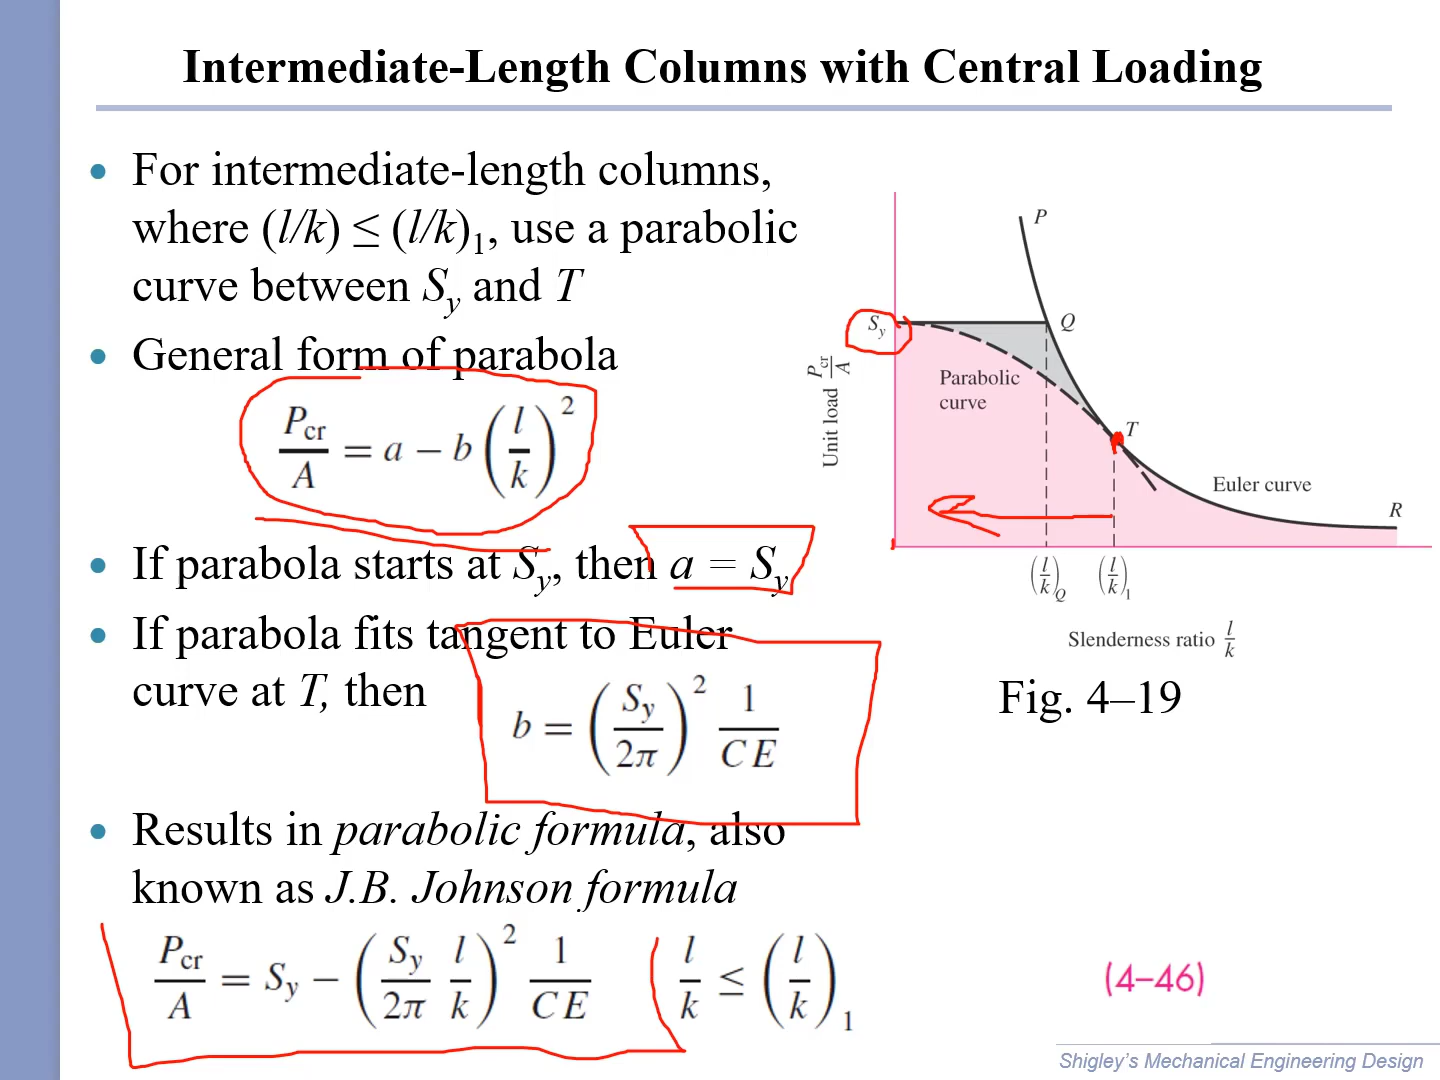 Intermediate-Length Columns with Central Loading
• For intermediate-length columns,
where (l/k) ≤ (l/k)₁, use a parabolic
curve between Sy and T
• General form of parabola
Pcr/A = a − b (l/k)²
• If parabola starts at Sy, then a = Sy
• If parabola fits tangent to Euler
curve at T, then
b = (Sy/2π)² 1/CE
• Results in parabolic formula, also
known as J.B. Johnson formula
Pcr/A = Sy − (Sy/2π l/k)² 1/CE   l/k ≤ (l/k)₁
(4–46)
P
Sy
Q
Unit load Pcr/A
Parabolic
curve
T
Euler curve
R
(l/k)Q (l/k)₁
Slenderness ratio l/k
Fig. 4–19
Shigley's Mechanical Engineering Design